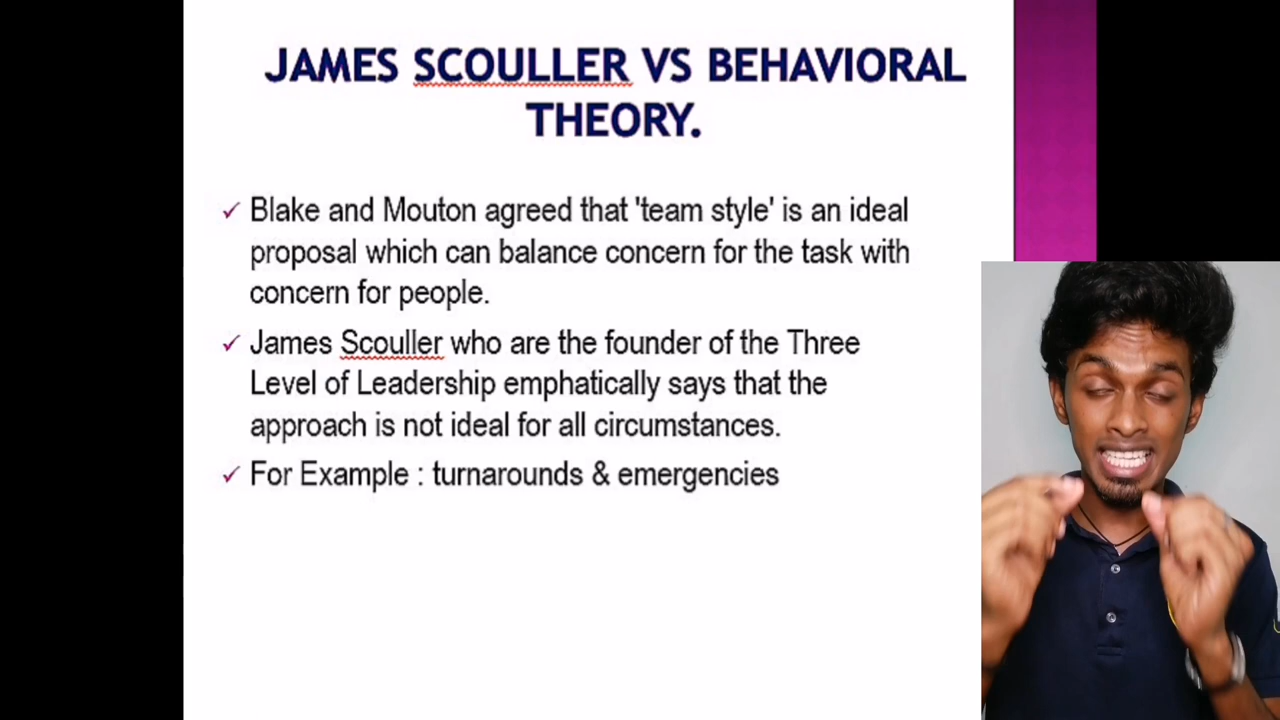 JAMES SCOULLER VS BEHAVIORAL
THEORY.
✓ Blake and Mouton agreed that 'team style' is an ideal
proposal which can balance concern for the task with
concern for people.
✓ James Scouller who are the founder of the Three
Level of Leadership emphatically says that the
approach is not ideal for all circumstances.
✓ For Example : turnarounds & emergencies